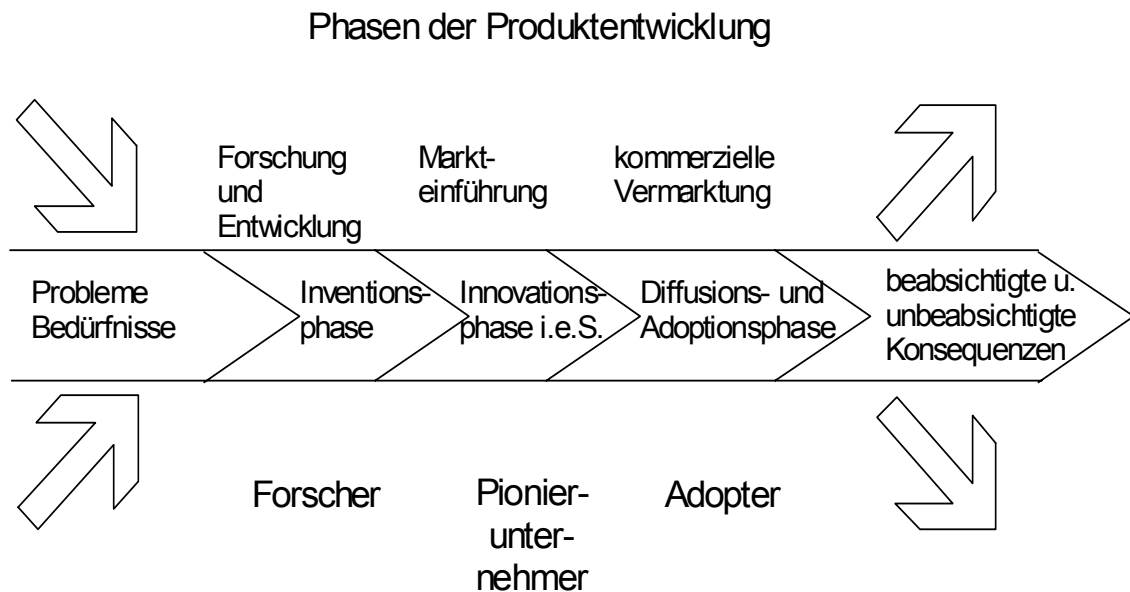 Phasen der Produktentwicklung
Forschung
und
Entwicklung
Markt-
einführung
kommerzielle
Vermarktung
Probleme
Bedürfnisse
Inventions-
phase
Innovations-
phase i.e.S.
Diffusions- und
Adoptionsphase
beabsichtigte u.
unbeabsichtigte
Konsequenzen
Forscher
Pionier-
unter-
nehmer
Adopter